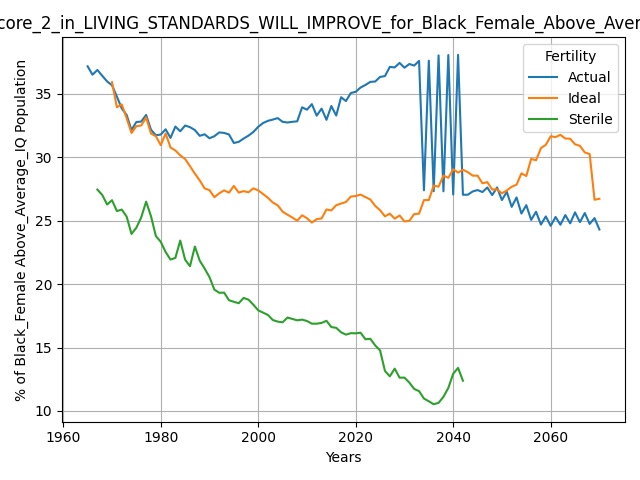 core_2_in_LIVING_STANDARDS_WILL_IMPROVE_for_Black_Female_Above_Aver
Fertility
Actual
Ideal
Sterile
% of Black_Female Above_Average_IQ Population
35
30
25
20
15
10
1960
1980
2000
2020
2040
2060
Years